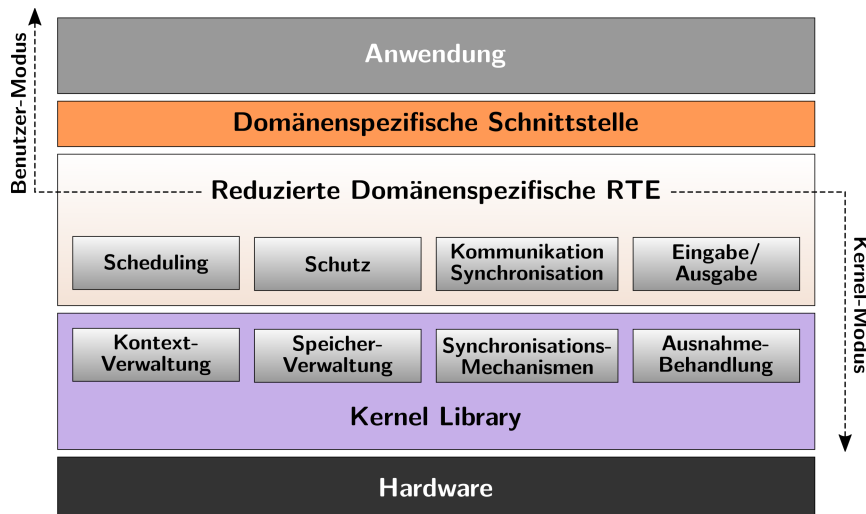 Anwendung
Domänenspezifische Schnittstelle
Benutzer-Modus
Reduzierte Domänenspezifische RTE
Scheduling
Schutz
Kommunikation
Synchronisation
Eingabe/
Ausgabe
Kernel-Modus
Kontext-
Verwaltung
Speicher-
Verwaltung
Synchronisations-
Mechanismen
Ausnahme-
Behandlung
Kernel Library
Hardware